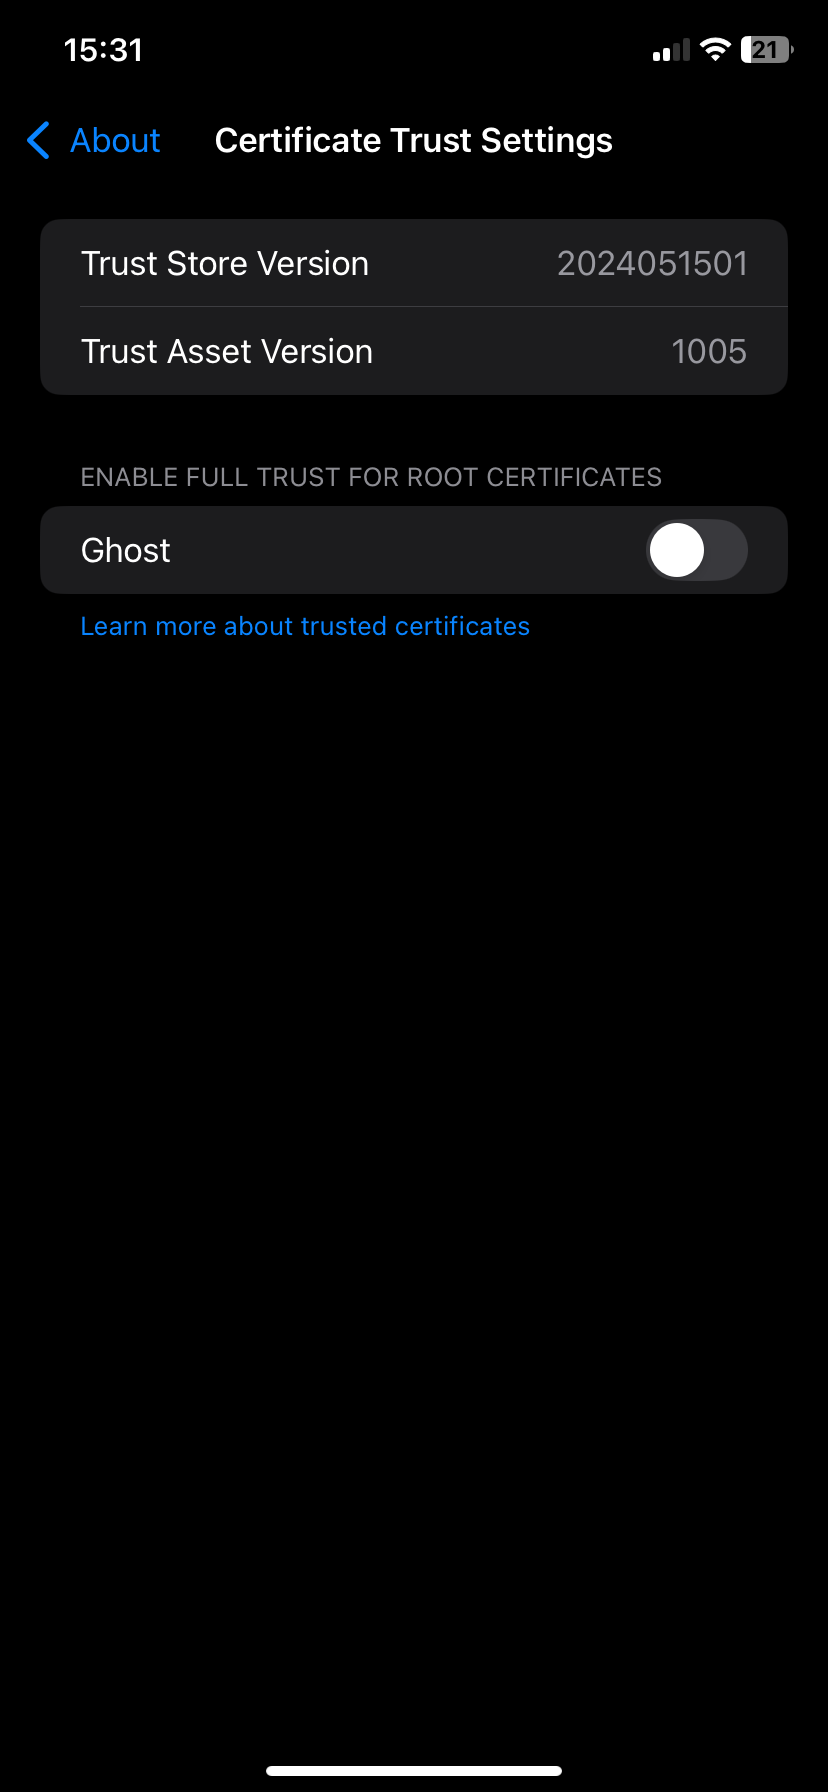 15:31
21
About
Certificate Trust Settings
Trust Store Version 2024051501
Trust Asset Version 1005
ENABLE FULL TRUST FOR ROOT CERTIFICATES
Ghost
Learn more about trusted certificates